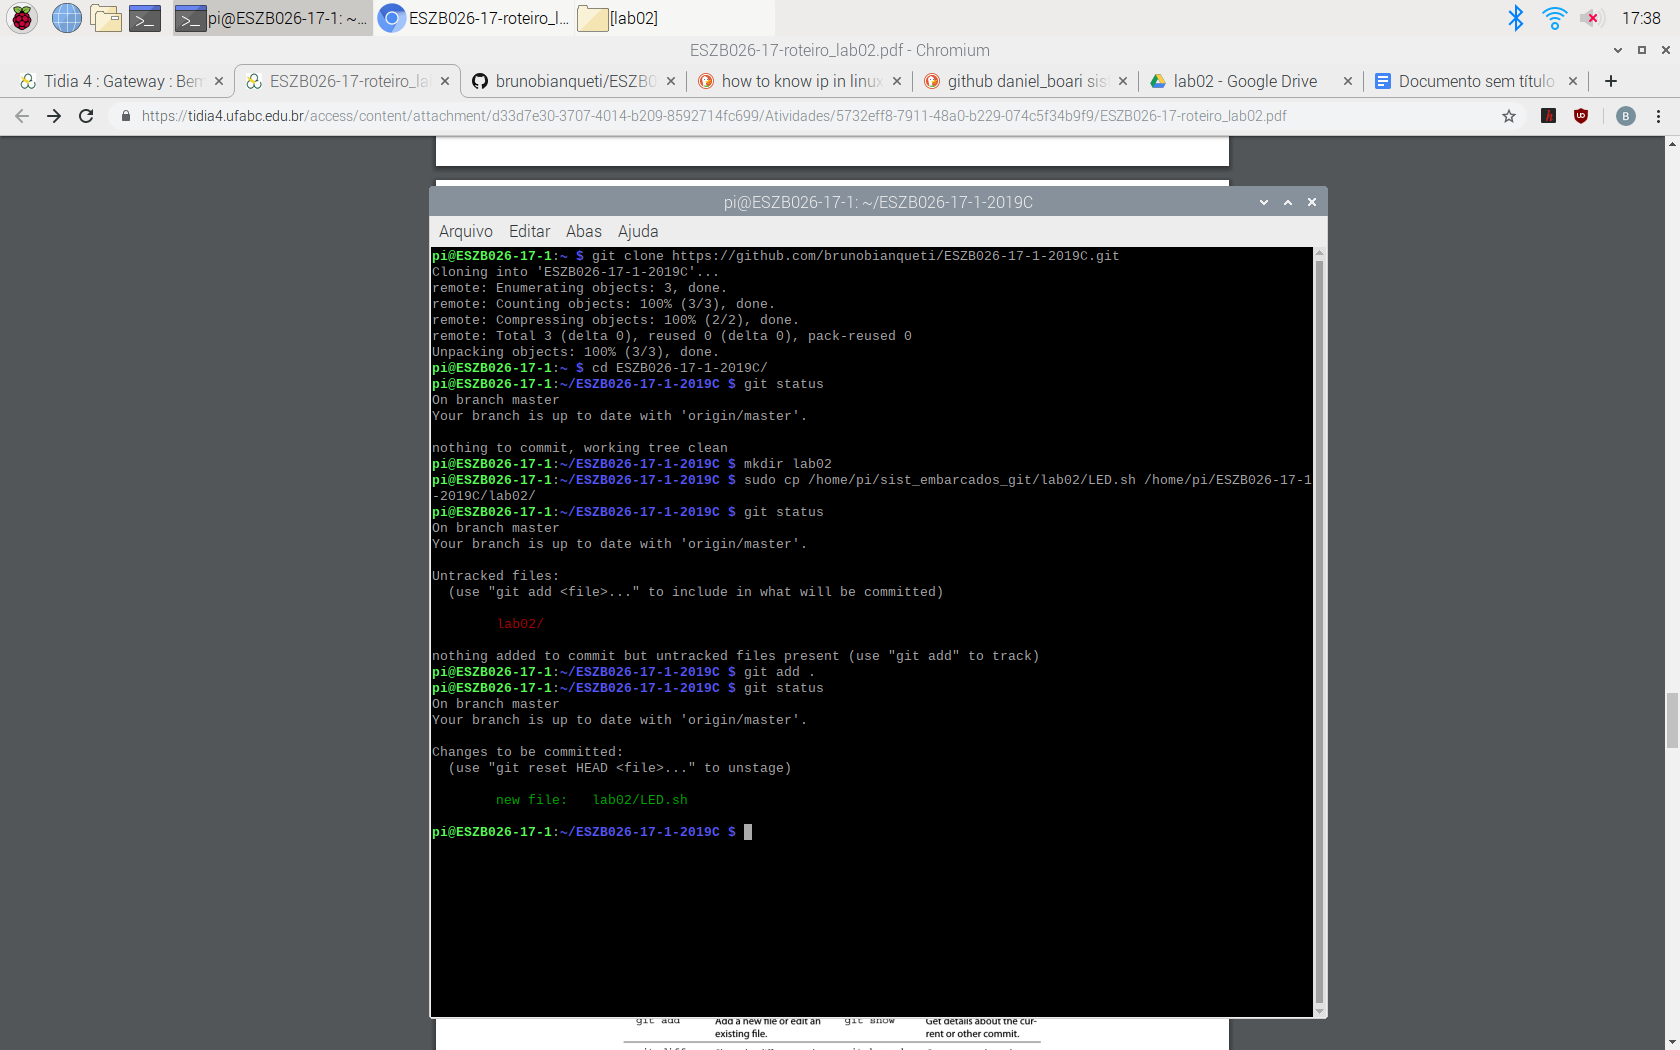 pi@ESZB026-17-1: ~...
ESZB026-17-roteiro_l...
[lab02]
17:38
ESZB026-17-roteiro_lab02.pdf - Chromium
Tidia 4 : Gateway : Ben
ESZB026-17-roteiro_la
brunobianqueti/ESZB0
how to know ip in linux
github daniel_boari sis
lab02 - Google Drive
Documento sem título
https://tidia4.ufabc.edu.br/access/content/attachment/d33d7e30-3707-4014-b209-8592714fc699/Atividades/5732eff8-7911-48a0-b229-074c5f34b9f9/ESZB026-17-roteiro_lab02.pdf
B
pi@ESZB026-17-1: ~/ESZB026-17-1-2019C
Arquivo Editar Abas Ajuda
pi@ESZB026-17-1:~ $ git clone https://github.com/brunobianqueti/ESZB026-17-1-2019C.git
Cloning into 'ESZB026-17-1-2019C'...
remote: Enumerating objects: 3, done.
remote: Counting objects: 100% (3/3), done.
remote: Compressing objects: 100% (2/2), done.
remote: Total 3 (delta 0), reused 0 (delta 0), pack-reused 0
Unpacking objects: 100% (3/3), done.
pi@ESZB026-17-1:~ $ cd ESZB026-17-1-2019C/
pi@ESZB026-17-1:~/ESZB026-17-1-2019C $ git status
On branch master
Your branch is up to date with 'origin/master'.
nothing to commit, working tree clean
pi@ESZB026-17-1:~/ESZB026-17-1-2019C $ mkdir lab02
pi@ESZB026-17-1:~/ESZB026-17-1-2019C $ sudo cp /home/pi/sist_embarcados_git/lab02/LED.sh /home/pi/ESZB026-17-1
-2019C/lab02/
pi@ESZB026-17-1:~/ESZB026-17-1-2019C $ git status
On branch master
Your branch is up to date with 'origin/master'.
Untracked files:
(use "git add <file>..." to include in what will be committed)
lab02/
nothing added to commit but untracked files present (use "git add" to track)
pi@ESZB026-17-1:~/ESZB026-17-1-2019C $ git add .
pi@ESZB026-17-1:~/ESZB026-17-1-2019C $ git status
On branch master
Your branch is up to date with 'origin/master'.
Changes to be committed:
(use "git reset HEAD <file>..." to unstage)
new file: lab02/LED.sh
pi@ESZB026-17-1:~/ESZB026-17-1-2019C $
git add Add a new file or edit an git show Get details about the cur-
existing file. rent or other commit.